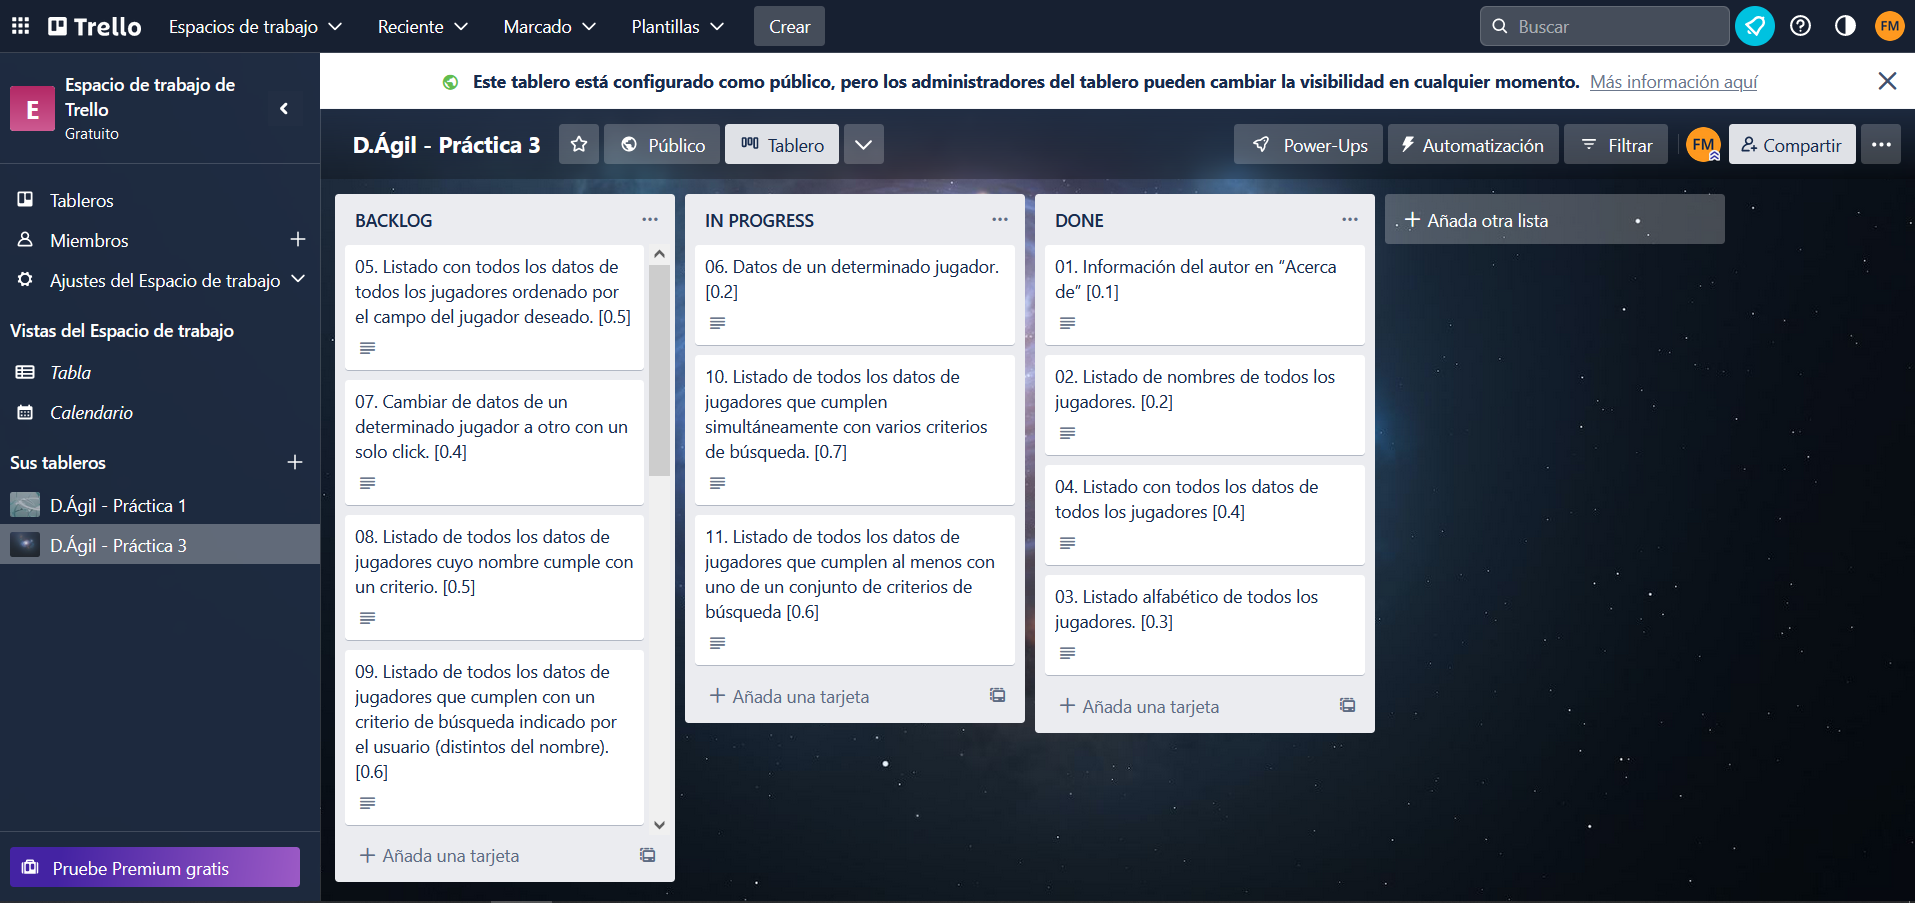 Trello
Espacios de trabajo
Reciente
Marcado
Plantillas
Crear
Buscar
FM
E
Espacio de trabajo de
Trello
Gratuito
Este tablero está configurado como público, pero los administradores del tablero pueden cambiar la visibilidad en cualquier momento. Más información aquí
D.Ágil - Práctica 3
Público
Tablero
Power-Ups
Automatización
Filtrar
FM
Compartir
Tableros
Miembros
Ajustes del Espacio de trabajo
Vistas del Espacio de trabajo
Tabla
Calendario
Sus tableros
D.Ágil - Práctica 1
D.Ágil - Práctica 3
Pruebe Premium gratis
BACKLOG
05. Listado con todos los datos de
todos los jugadores ordenado por
el campo del jugador deseado. [0.5]
07. Cambiar de datos de un
determinado jugador a otro con un
solo click. [0.4]
08. Listado de todos los datos de
jugadores cuyo nombre cumple con
un criterio. [0.5]
09. Listado de todos los datos de
jugadores que cumplen con un
criterio de búsqueda indicado por
el usuario (distintos del nombre).
[0.6]
Añada una tarjeta
IN PROGRESS
06. Datos de un determinado jugador.
[0.2]
10. Listado de todos los datos de
jugadores que cumplen
simultáneamente con varios criterios
de búsqueda. [0.7]
11. Listado de todos los datos de
jugadores que cumplen al menos con
uno de un conjunto de criterios de
búsqueda [0.6]
Añada una tarjeta
DONE
01. Información del autor en “Acerca
de” [0.1]
02. Listado de nombres de todos los
jugadores. [0.2]
04. Listado con todos los datos de
todos los jugadores [0.4]
03. Listado alfabético de todos los
jugadores. [0.3]
Añada una tarjeta
Añada otra lista